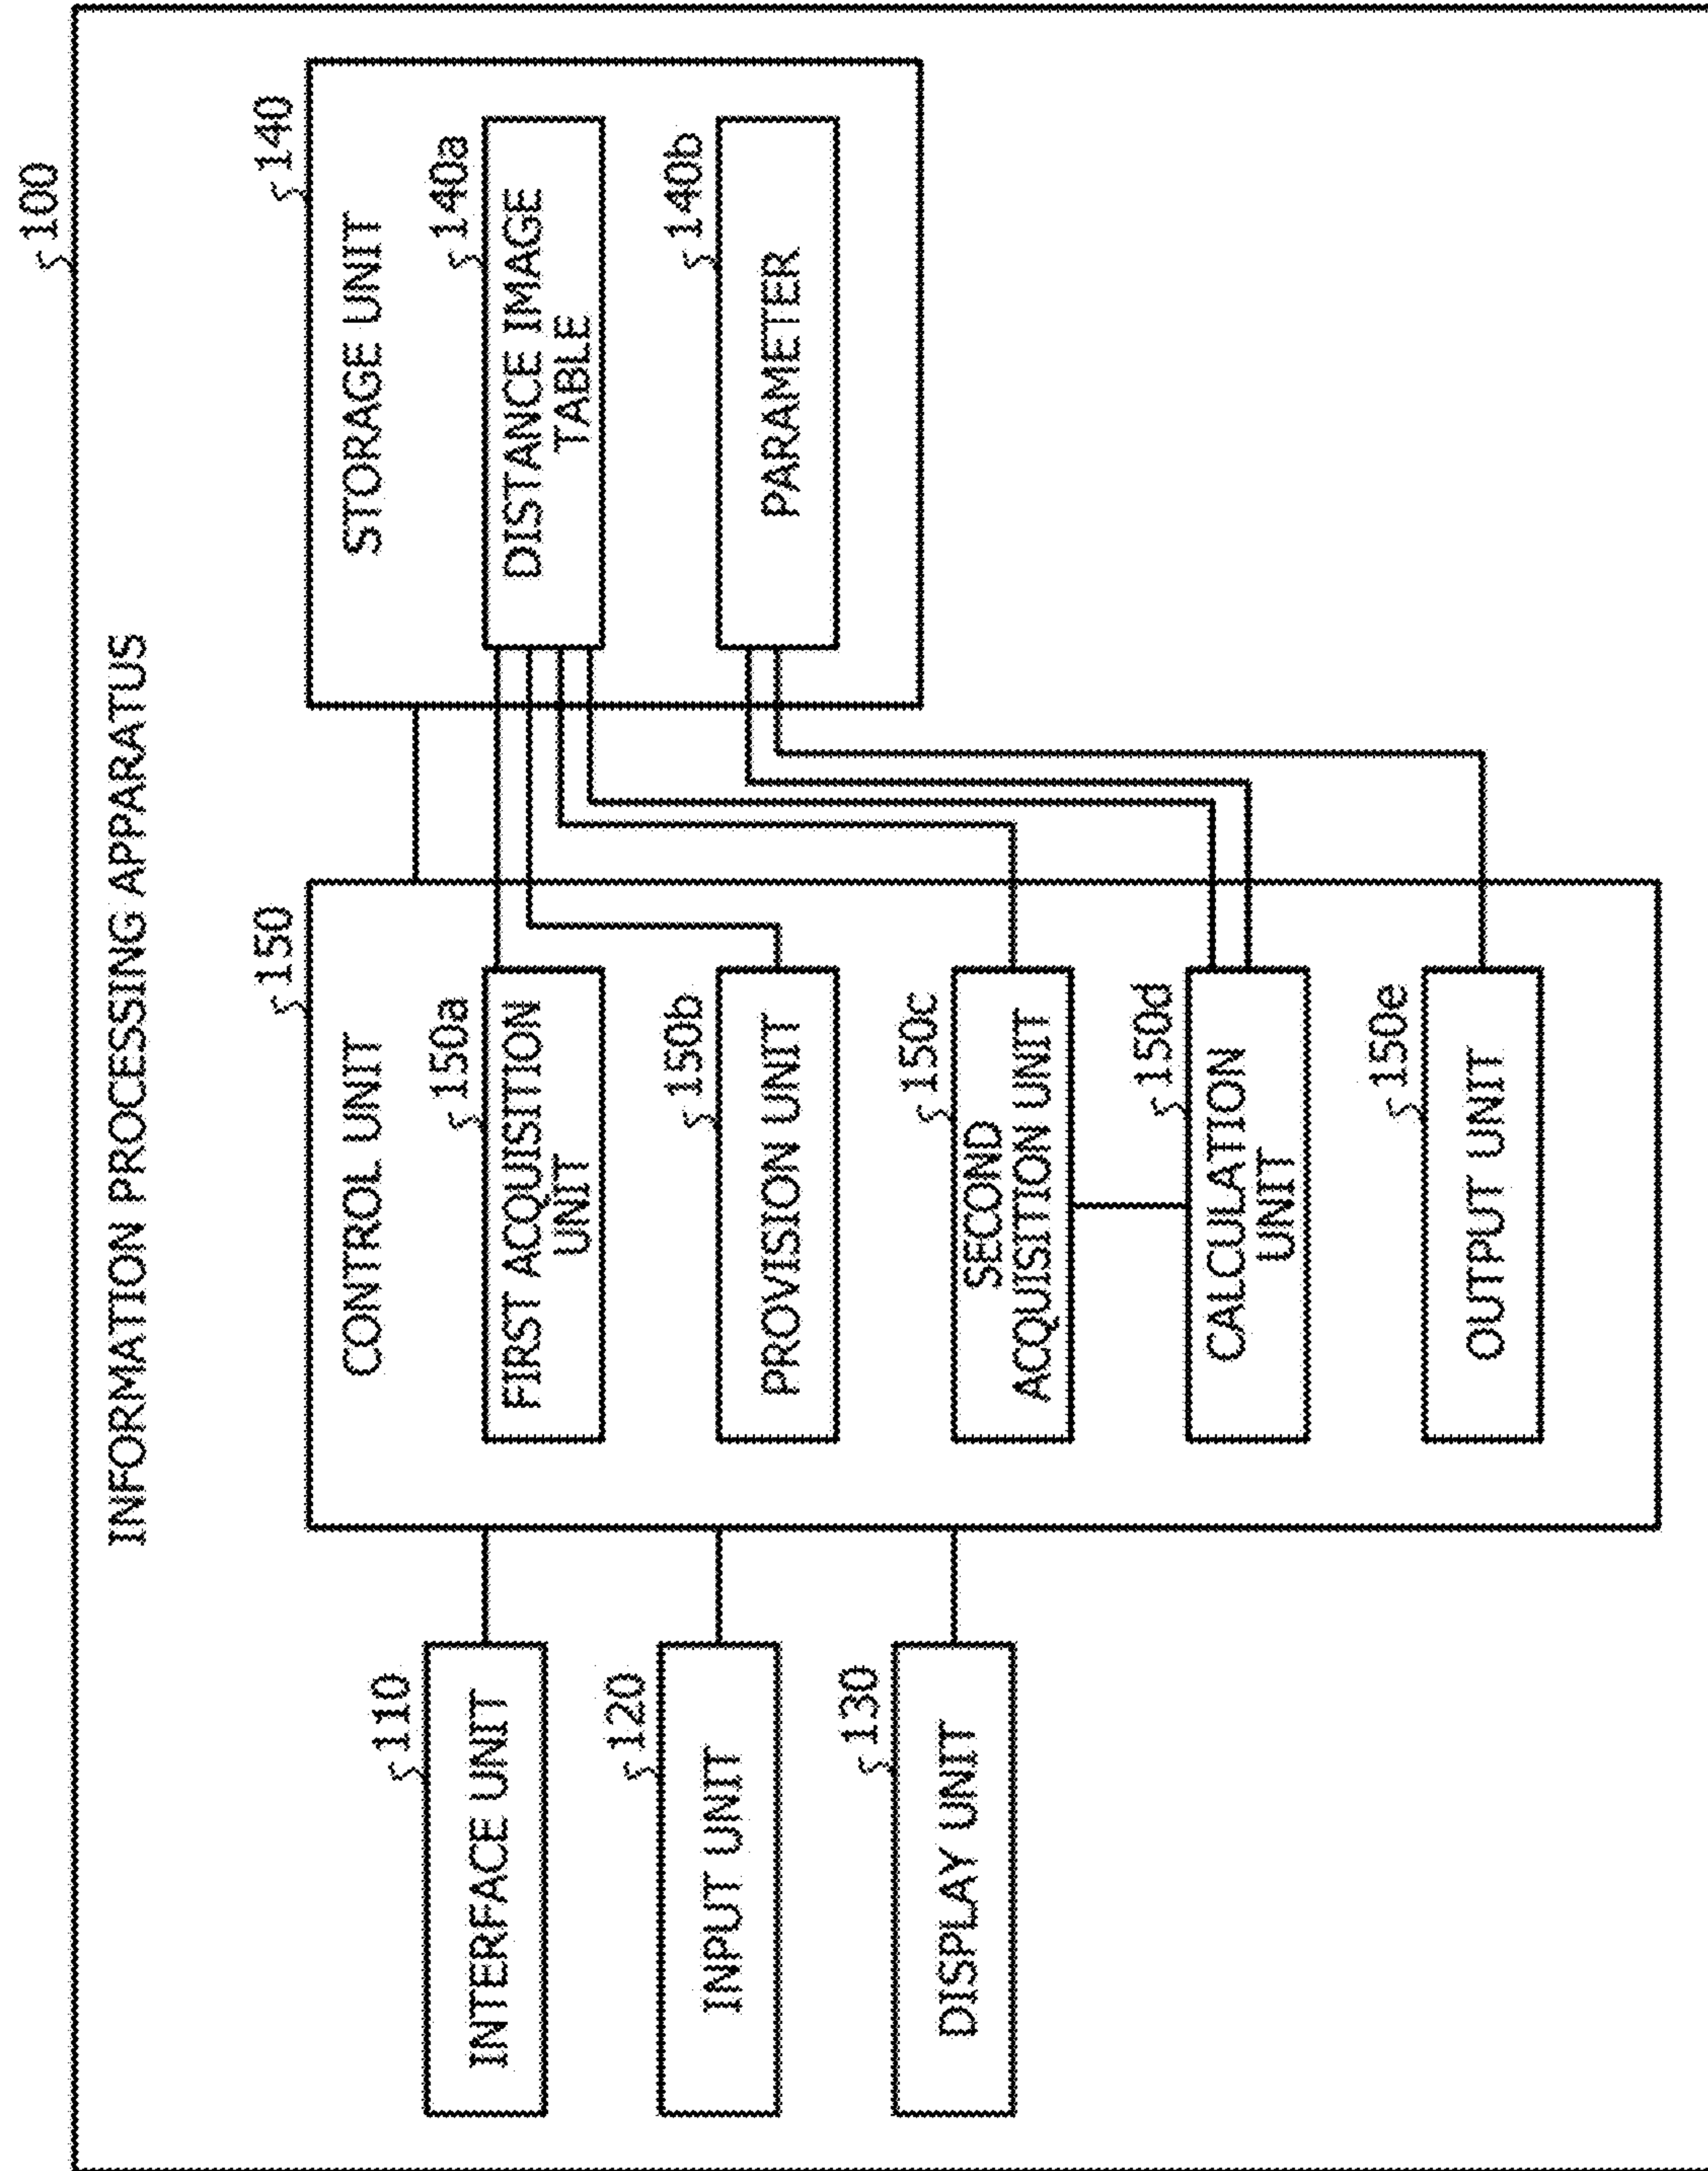 100
INFORMATION PROCESSING APPARATUS
110
INTERFACE UNIT
120
INPUT UNIT
130
DISPLAY UNIT
150
CONTROL UNIT
150a
FIRST ACQUISITION
UNIT
150b
PROVISION UNIT
150c
SECOND
ACQUISITION UNIT
150d
CALCULATION
UNIT
150e
OUTPUT UNIT
140
STORAGE UNIT
140a
DISTANCE IMAGE
TABLE
140b
PARAMETER